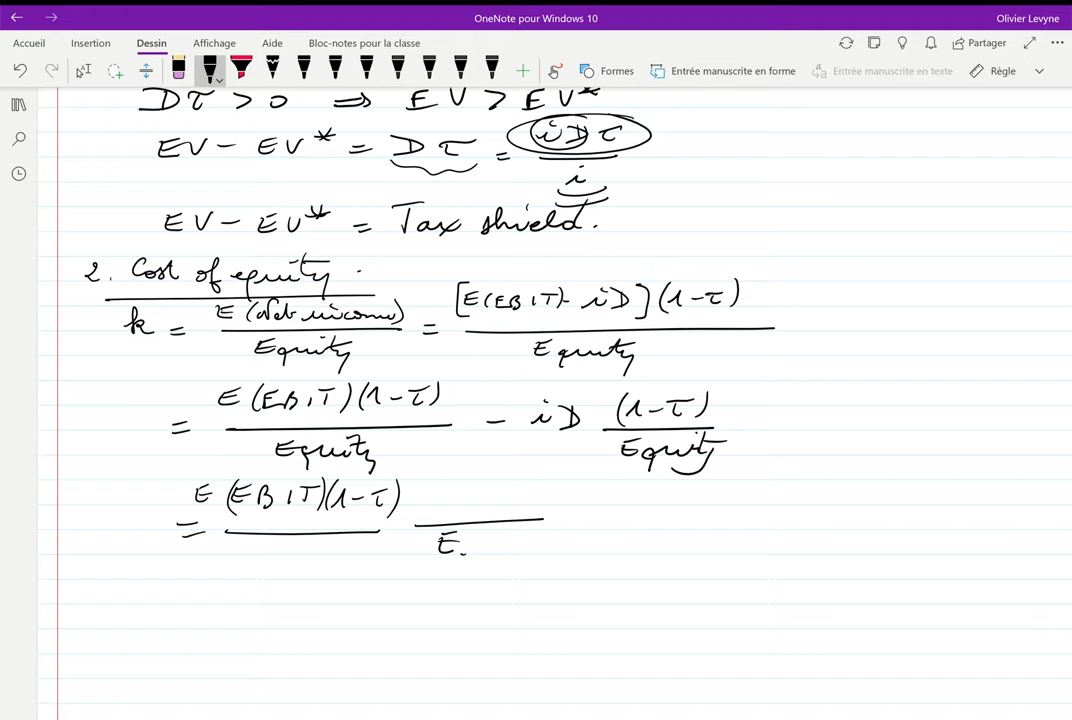 OneNote pour Windows 10
Olivier Levyne
Accueil Insertion Dessin Affichage Aide Bloc-notes pour la classe Partager
Formes Entrée manuscrite en forme Entrée manuscrite en texte Règle
Dτ > 0 ⇒ EV > EV*
EV - EV* = Dτ = iDτ / i
EV - EV* = Tax shield.
2. Cost of equity.
k = E(Net income) / Equity = [E(EBIT) - iD](1-τ) / Equity
= E(EBIT)(1-τ) / Equity - iD (1-τ) / Equity
= E(EBIT)(1-τ) / E.